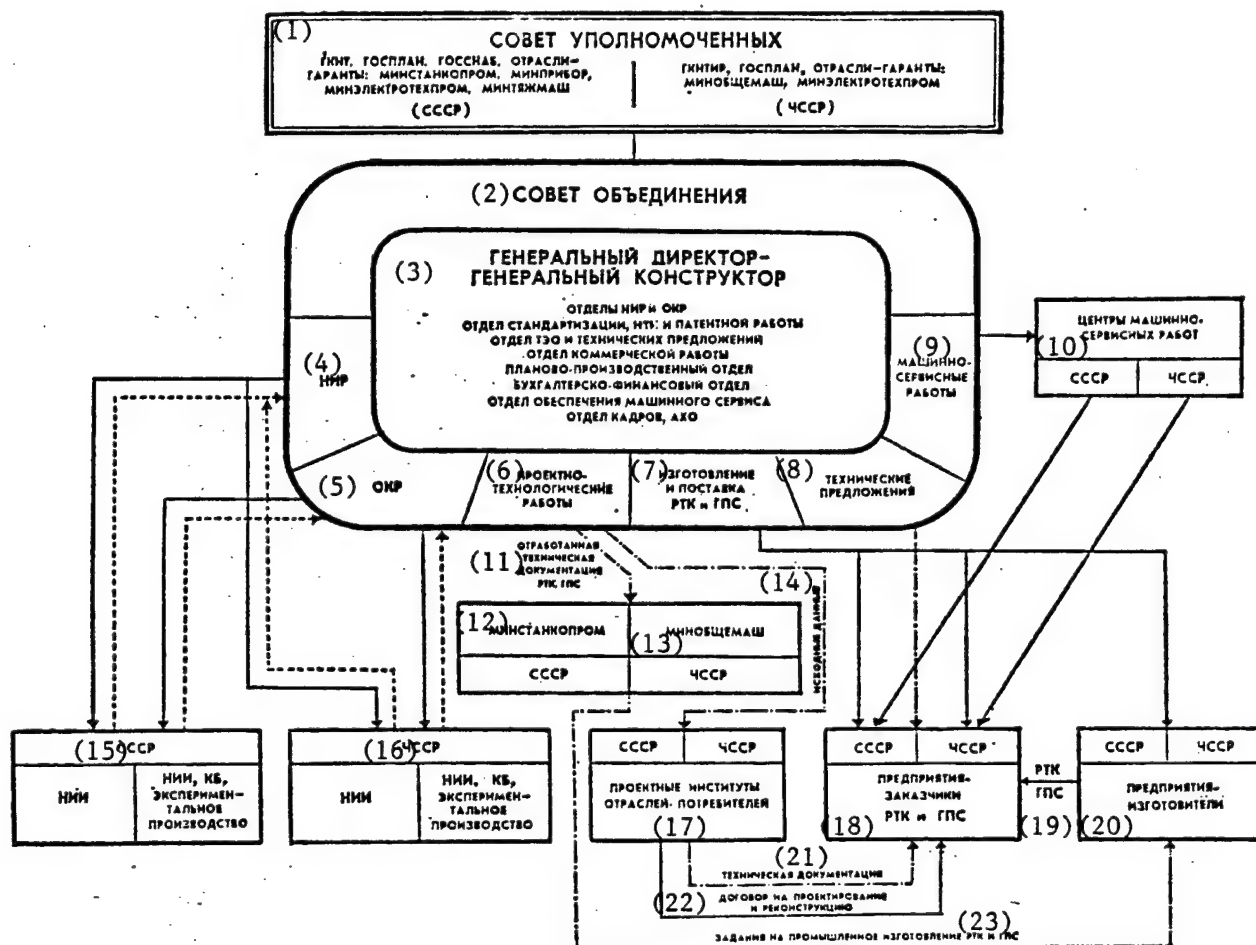 (1)
СОВЕТ УПОЛНОМОЧЕННЫХ
ГКНТ, ГОСПЛАН, ГОССНАБ, ОТРАСЛИ-
ГАРАНТЫ: МИНСТАНКОПРОМ, МИНПРИБОР,
МИНЭЛЕКТРОТЕХПРОМ, МИНТЯЖМАШ
(СССР)
ГКНТИР, ГОСПЛАН, ОТРАСЛИ-ГАРАНТЫ:
МИНОБЩЕМАШ, МИНЭЛЕКТРОТЕХПРОМ
(ЧССР)
(2) СОВЕТ ОБЪЕДИНЕНИЯ
(3)
ГЕНЕРАЛЬНЫЙ ДИРЕКТОР-
ГЕНЕРАЛЬНЫЙ КОНСТРУКТОР
ОТДЕЛЫ НИР и ОКР
ОТДЕЛ СТАНДАРТИЗАЦИИ, НТИ И ПАТЕНТНОЙ РАБОТЫ
ОТДЕЛ ТЭО И ТЕХНИЧЕСКИХ ПРЕДЛОЖЕНИЙ
ОТДЕЛ КОММЕРЧЕСКОЙ РАБОТЫ
ПЛАНОВО-ПРОИЗВОДСТВЕННЫЙ ОТДЕЛ
БУХГАЛТЕРСКО-ФИНАНСОВЫЙ ОТДЕЛ
ОТДЕЛ ОБЕСПЕЧЕНИЯ МАШИННОГО СЕРВИСА
ОТДЕЛ КАДРОВ, АХО
(4)
НИР
(5) ОКР
(6)
ПРОЕКТНО-
ТЕХНОЛОГИЧЕСКИЕ
РАБОТЫ
(7)
ИЗГОТОВЛЕНИЕ
И ПОСТАВКА
РТК и ГПС
(8)
ТЕХНИЧЕСКИЕ
ПРЕДЛОЖЕНИЯ
(9)
МАШИННО-
СЕРВИСНЫЕ
РАБОТЫ
ЦЕНТРЫ МАШИННО-
(10) СЕРВИСНЫХ РАБОТ
СССР
ЧССР
(11)
ОТРАБОТАННАЯ
ТЕХНИЧЕСКАЯ
ДОКУМЕНТАЦИЯ
РТК, ГПС
(14)
ИСХОДНЫЕ ДАННЫЕ
(12)
МИНСТАНКОПРОМ
(13)
МИНОБЩЕМАШ
СССР
ЧССР
(15) СССР
НИИ
НИИ, КБ,
ЭКСПЕРИМЕН-
ТАЛЬНОЕ
ПРОИЗВОДСТВО
(16) ЧССР
НИИ
НИИ, КБ,
ЭКСПЕРИМЕН-
ТАЛЬНОЕ
ПРОИЗВОДСТВО
СССР
ЧССР
ПРОЕКТНЫЕ ИНСТИТУТЫ
ОТРАСЛЕЙ-ПОТРЕБИТЕЛЕЙ
(17)
СССР
ЧССР
ПРЕДПРИЯТИЯ-
ЗАКАЗЧИКИ
(18) РТК и ГПС
РТК
ГПС
(19)
СССР
ЧССР
ПРЕДПРИЯТИЯ-
ИЗГОТОВИТЕЛИ
(20)
(21)
ТЕХНИЧЕСКАЯ ДОКУМЕНТАЦИЯ
(22)
ДОГОВОР НА ПРОЕКТИРОВАНИЕ
И РЕКОНСТРУКЦИЮ
(23)
ЗАДАНИЯ НА ПРОМЫШЛЕННОЕ ИЗГОТОВЛЕНИЕ РТК И ГПС